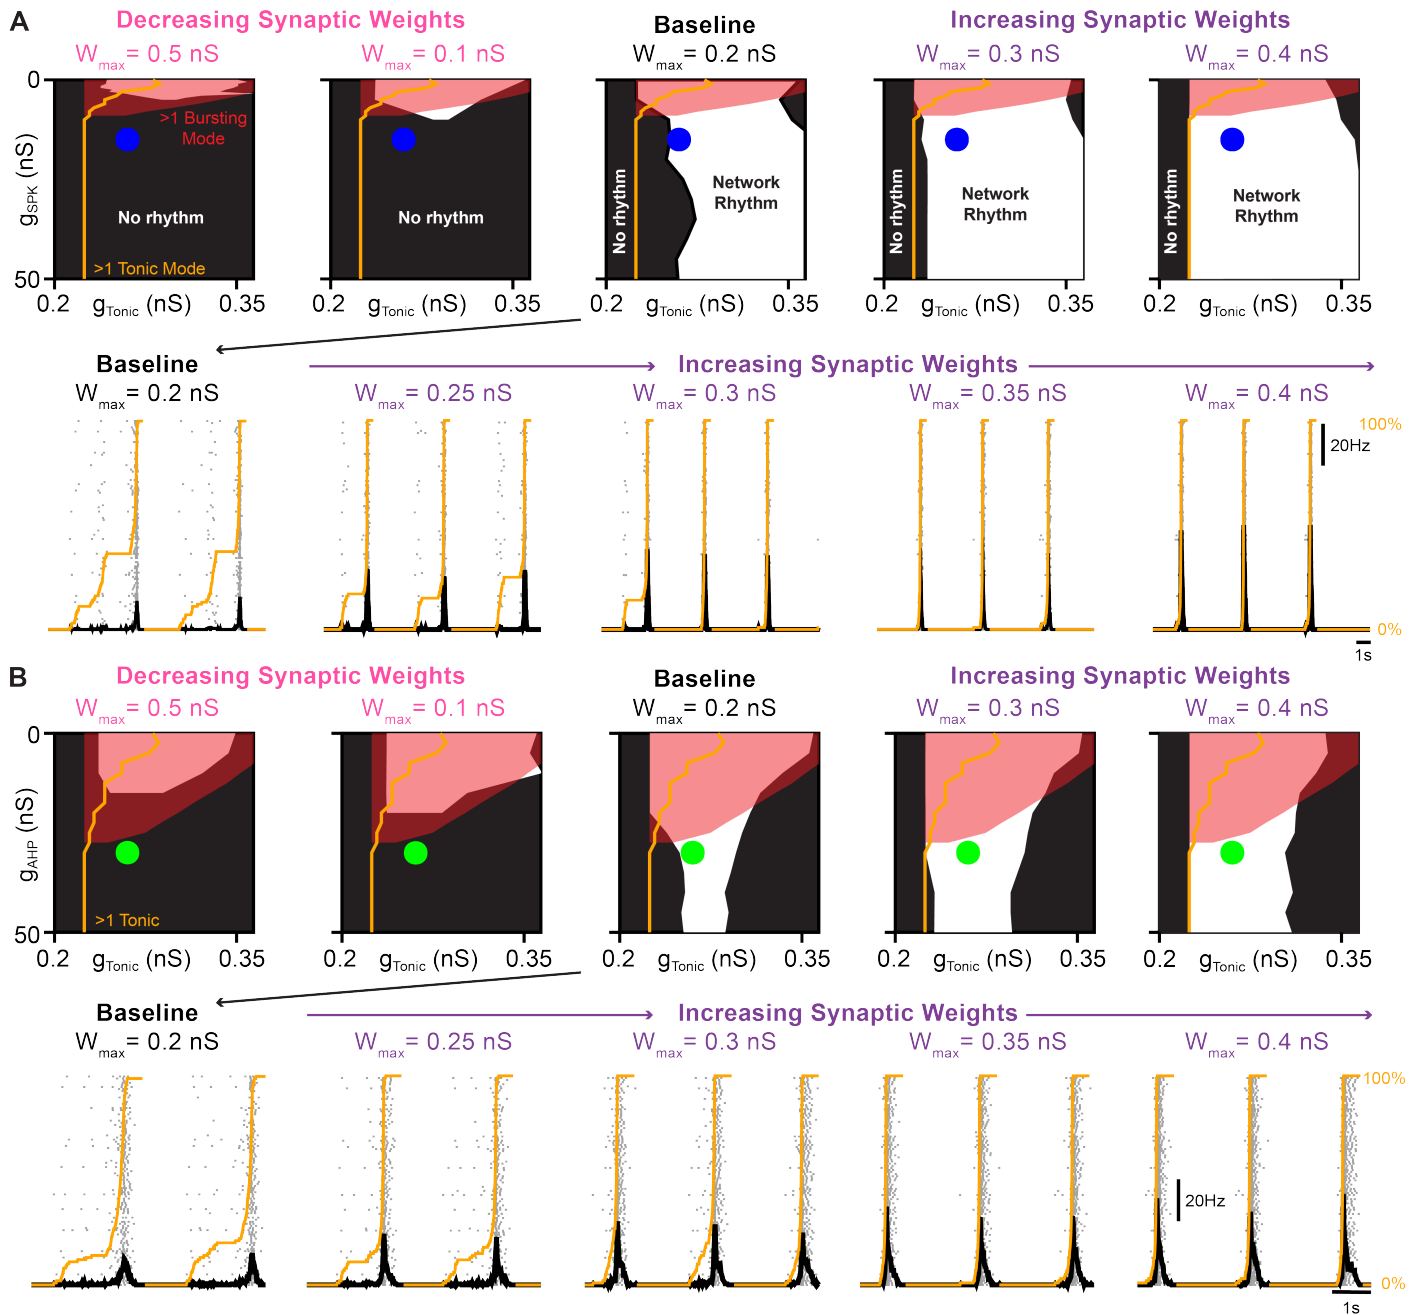 A
Decreasing Synaptic Weights
Baseline
Increasing Synaptic Weights
Wmax= 0.5 nS
Wmax= 0.1 nS
Wmax= 0.2 nS
Wmax= 0.3 nS
Wmax= 0.4 nS
0
gSPK (nS)
50
>1 Bursting
Mode
No rhythm
>1 Tonic Mode
No rhythm
No rhythm
Network
Rhythm
No rhythm
Network
Rhythm
No rhythm
Network
Rhythm
0.2 gTonic (nS) 0.35
0.2 gTonic (nS) 0.35
0.2 gTonic (nS) 0.35
0.2 gTonic (nS) 0.35
0.2 gTonic (nS) 0.35
Baseline
Increasing Synaptic Weights
Wmax= 0.2 nS
Wmax= 0.25 nS
Wmax= 0.3 nS
Wmax= 0.35 nS
Wmax= 0.4 nS
100%
20Hz
0%
1s
B
Decreasing Synaptic Weights
Baseline
Increasing Synaptic Weights
Wmax= 0.5 nS
Wmax= 0.1 nS
Wmax= 0.2 nS
Wmax= 0.3 nS
Wmax= 0.4 nS
0
gAHP (nS)
50
>1 Tonic
0.2 gTonic (nS) 0.35
0.2 gTonic (nS) 0.35
0.2 gTonic (nS) 0.35
0.2 gTonic (nS) 0.35
0.2 gTonic (nS) 0.35
Baseline
Increasing Synaptic Weights
Wmax= 0.2 nS
Wmax= 0.25 nS
Wmax= 0.3 nS
Wmax= 0.35 nS
Wmax= 0.4 nS
100%
20Hz
0%
1s